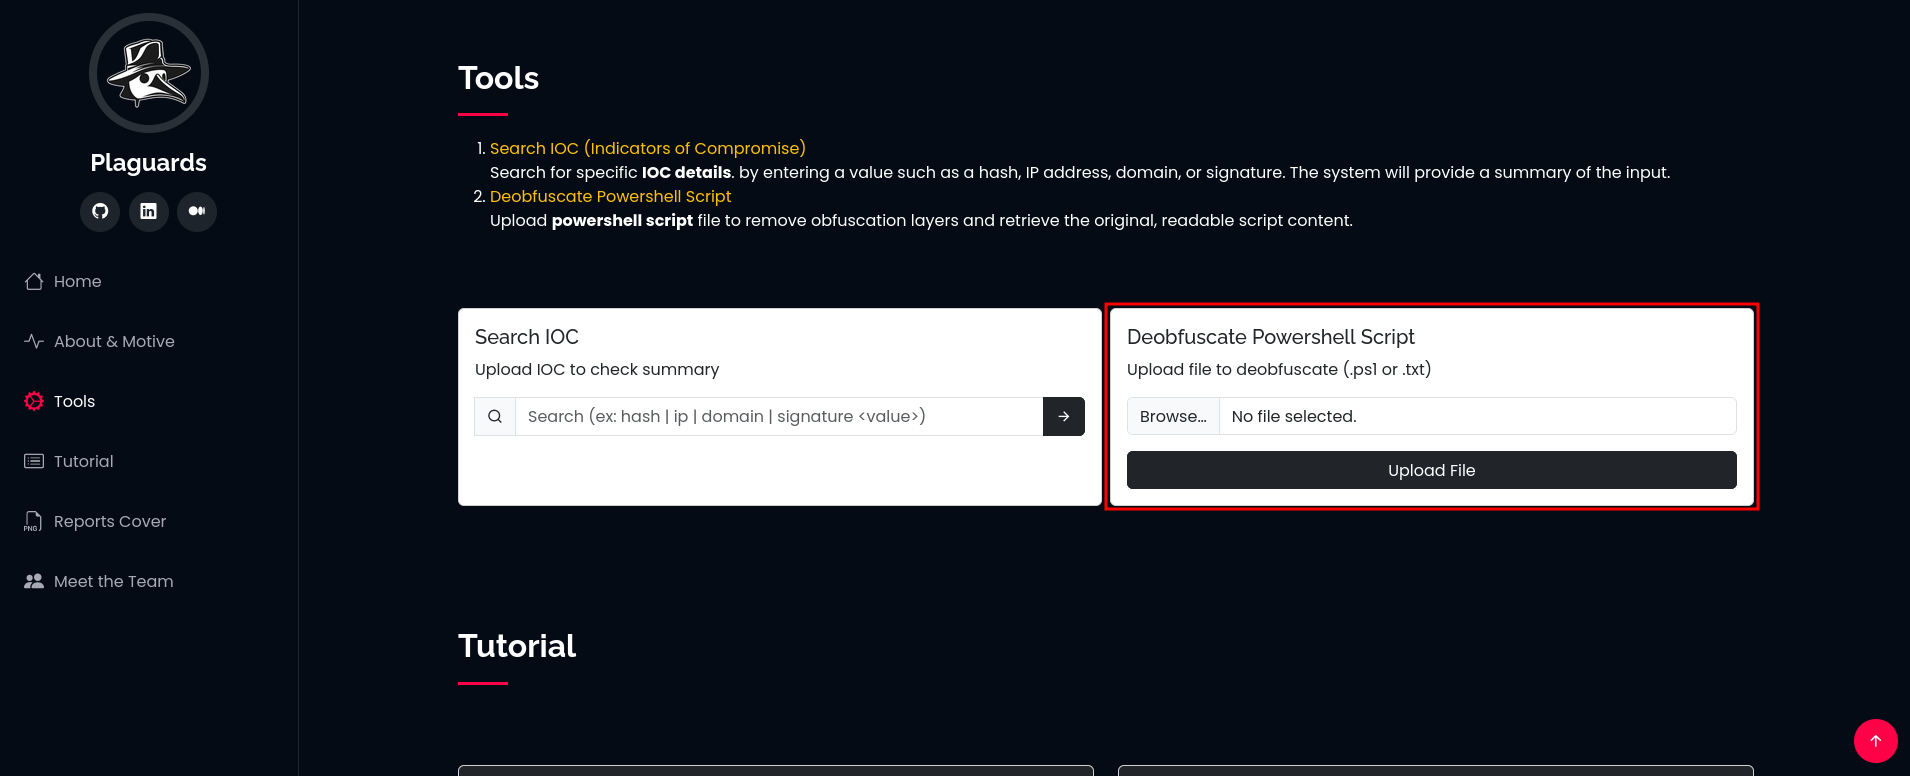 Plaguards
Home
About & Motive
Tools
Tutorial
PNG
Reports Cover
Meet the Team
Tools
1. Search IOC (Indicators of Compromise)
Search for specific IOC details. by entering a value such as a hash, IP address, domain, or signature. The system will provide a summary of the input.
2. Deobfuscate Powershell Script
Upload powershell script file to remove obfuscation layers and retrieve the original, readable script content.
Search IOC
Upload IOC to check summary
Search (ex: hash | ip | domain | signature <value>)
Deobfuscate Powershell Script
Upload file to deobfuscate (.ps1 or .txt)
Browse... No file selected.
Upload File
Tutorial